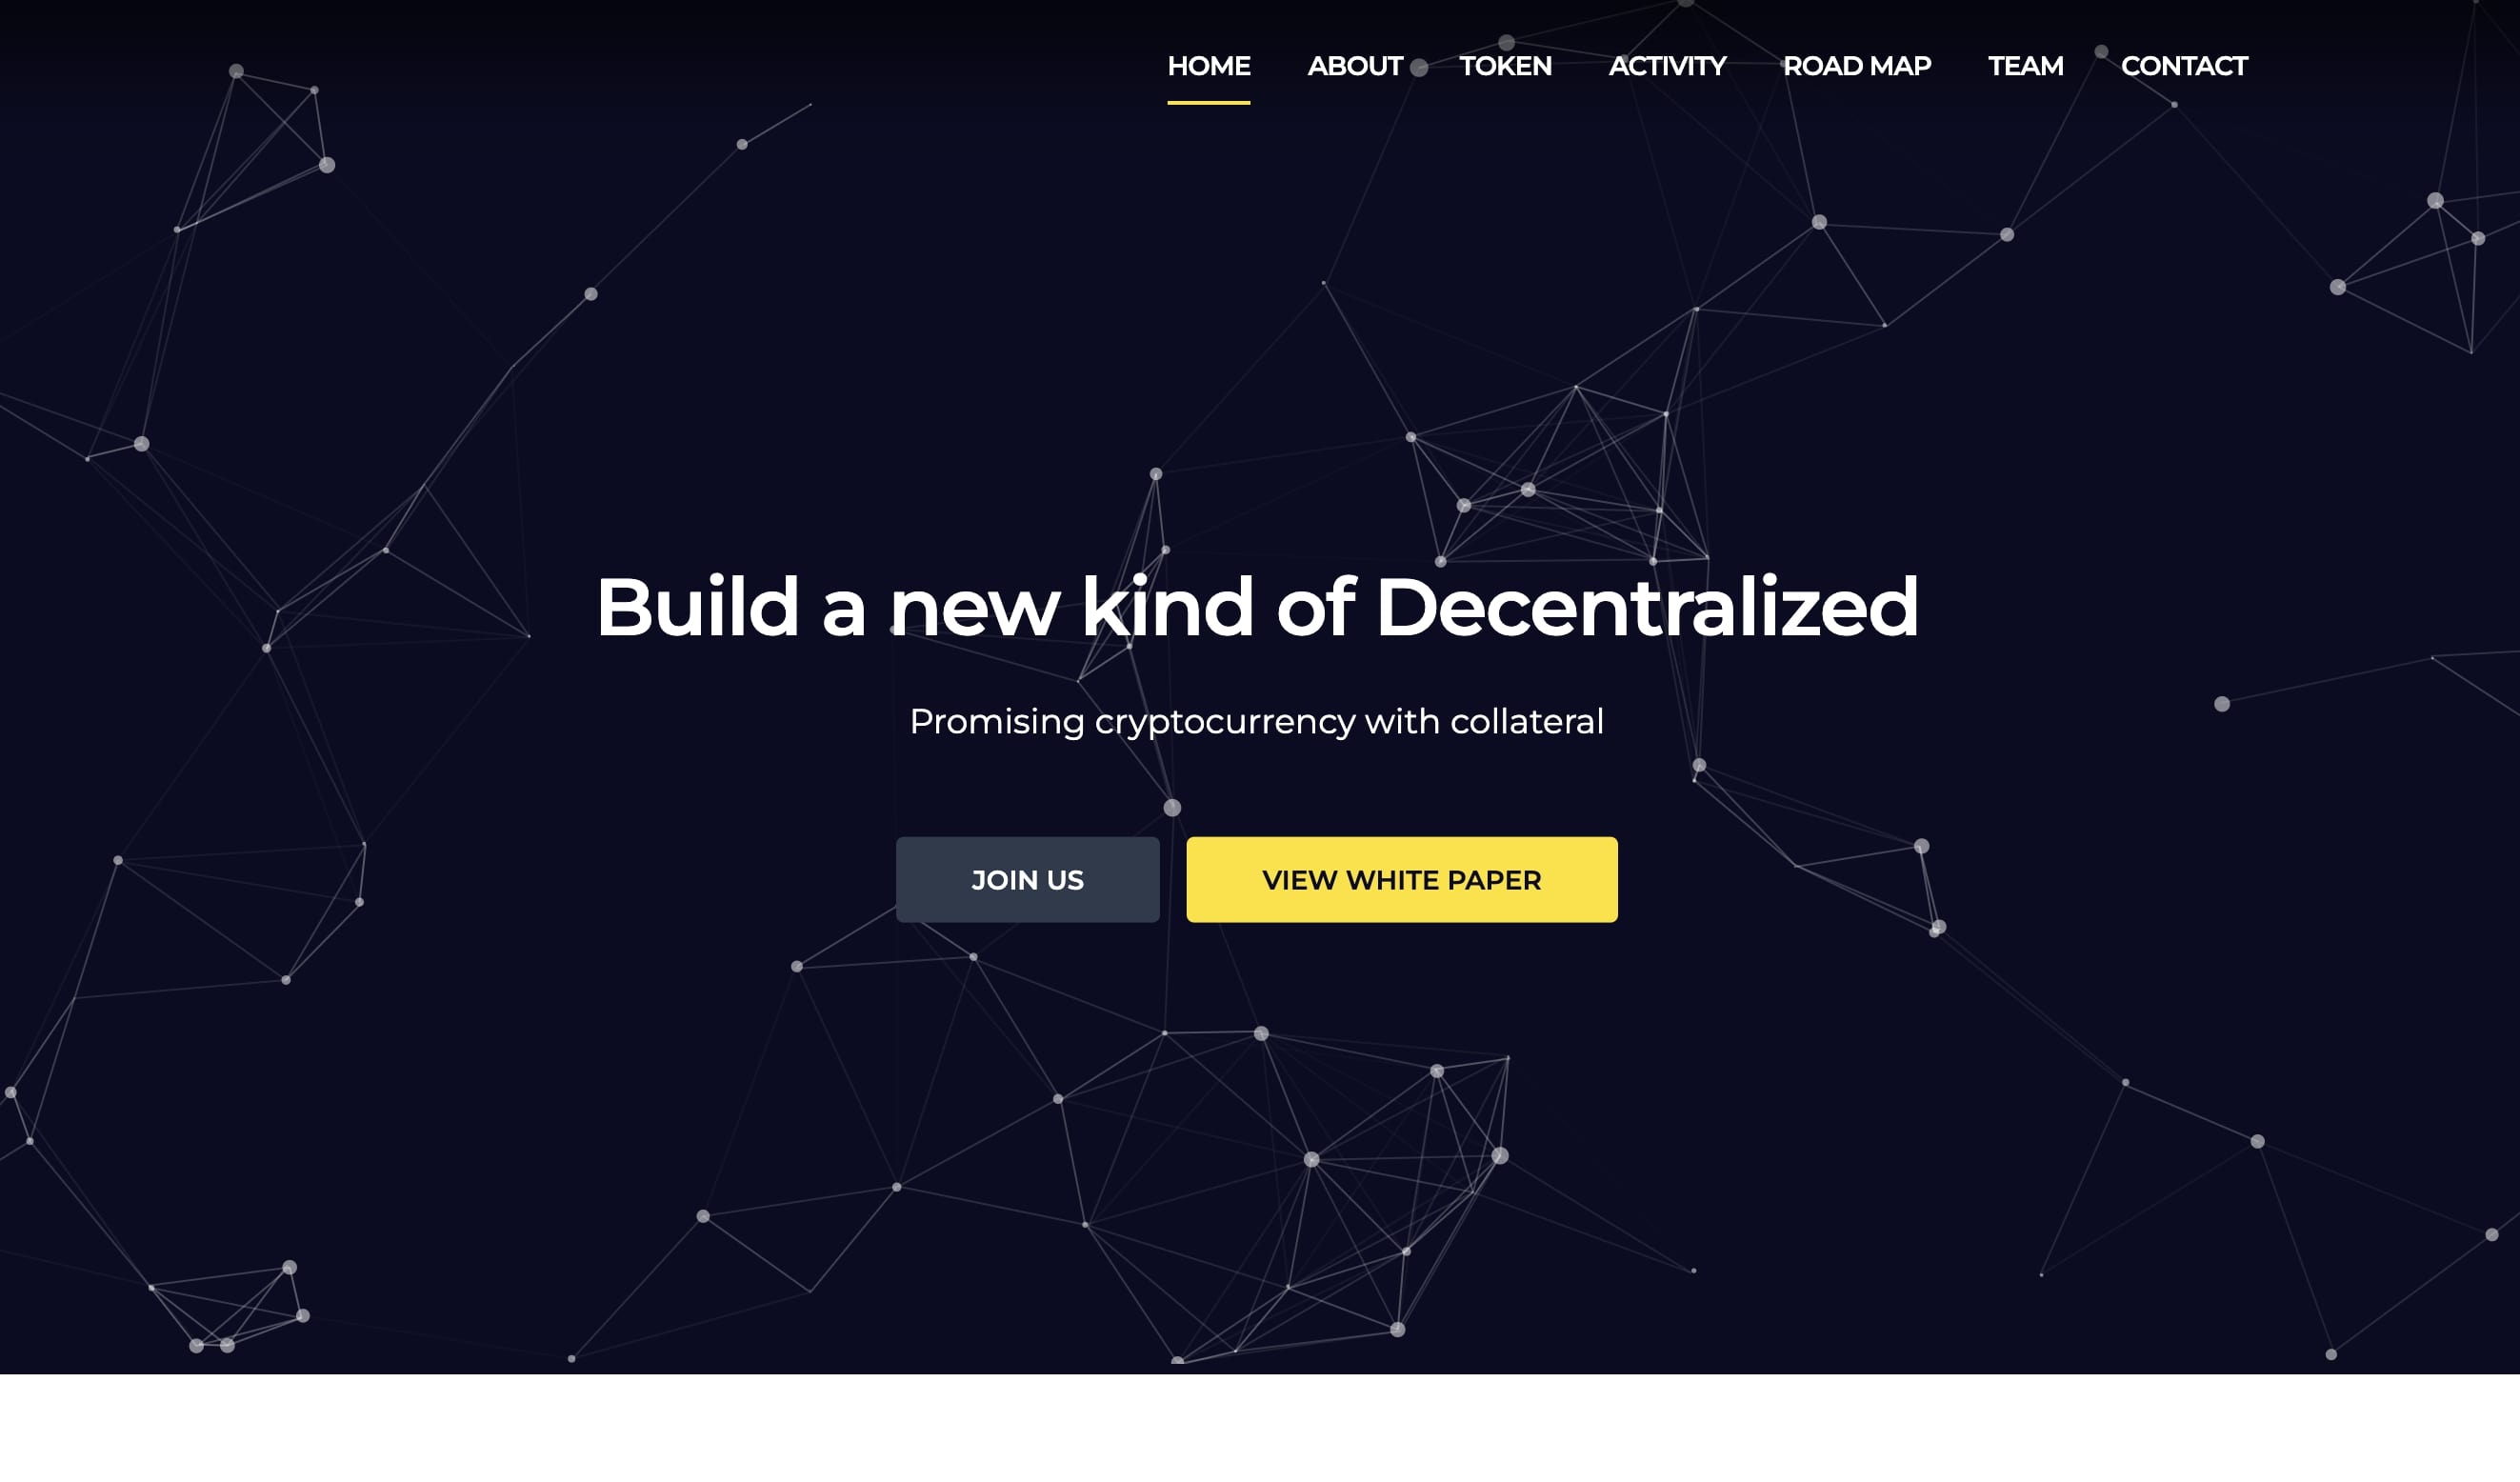 HOME ABOUT TOKEN ACTIVITY ROAD MAP TEAM CONTACT
Build a new kind of Decentralized
Promising cryptocurrency with collateral
JOIN US VIEW WHITE PAPER